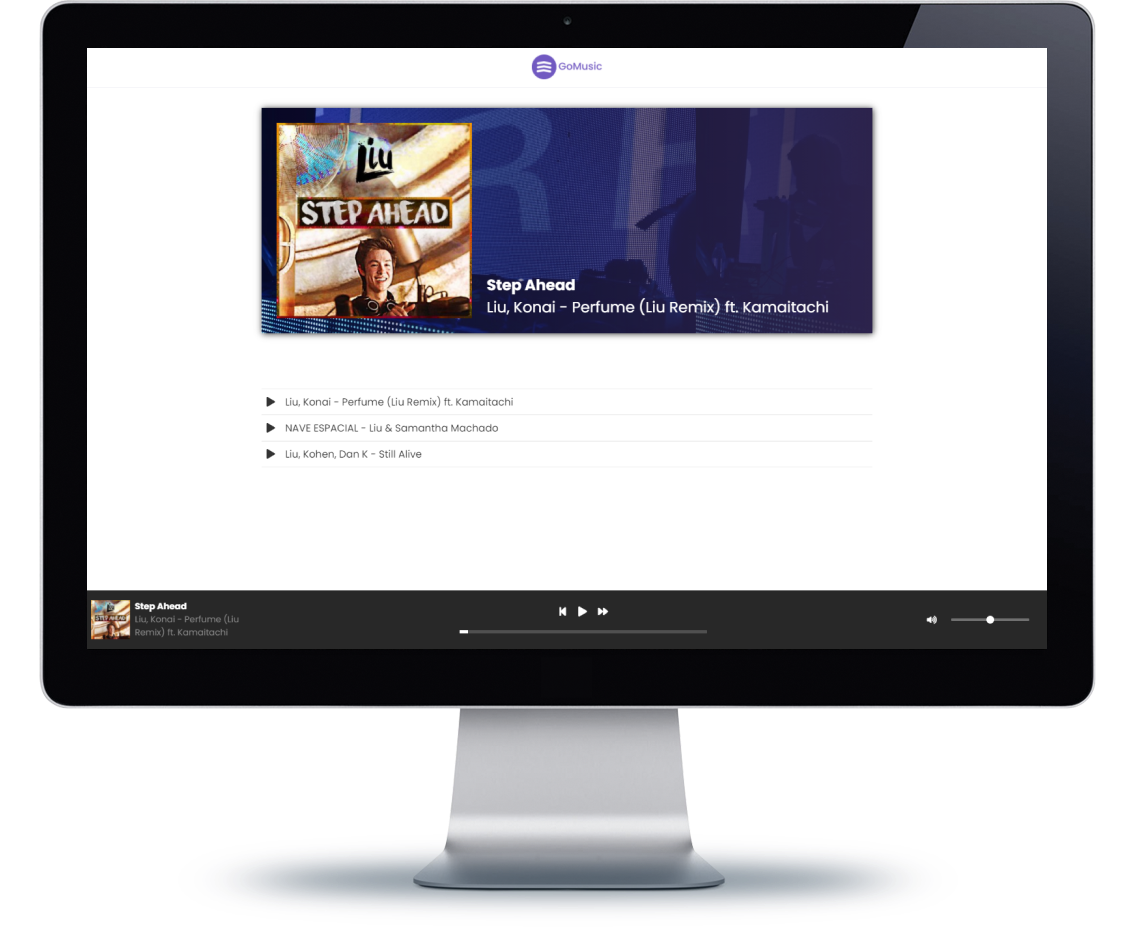 GoMusic
Liu
STEP AHEAD
Step Ahead
Liu, Konai - Perfume (Liu Remix) ft. Kamaitachi
Liu, Konai - Perfume (Liu Remix) ft. Kamaitachi
NAVE ESPACIAL - Liu & Samantha Machado
Liu, Kohen, Dan K - Still Alive
Liu
STEP AHEAD
Step Ahead
Liu, Konai - Perfume (Liu
Remix) ft. Kamaitachi